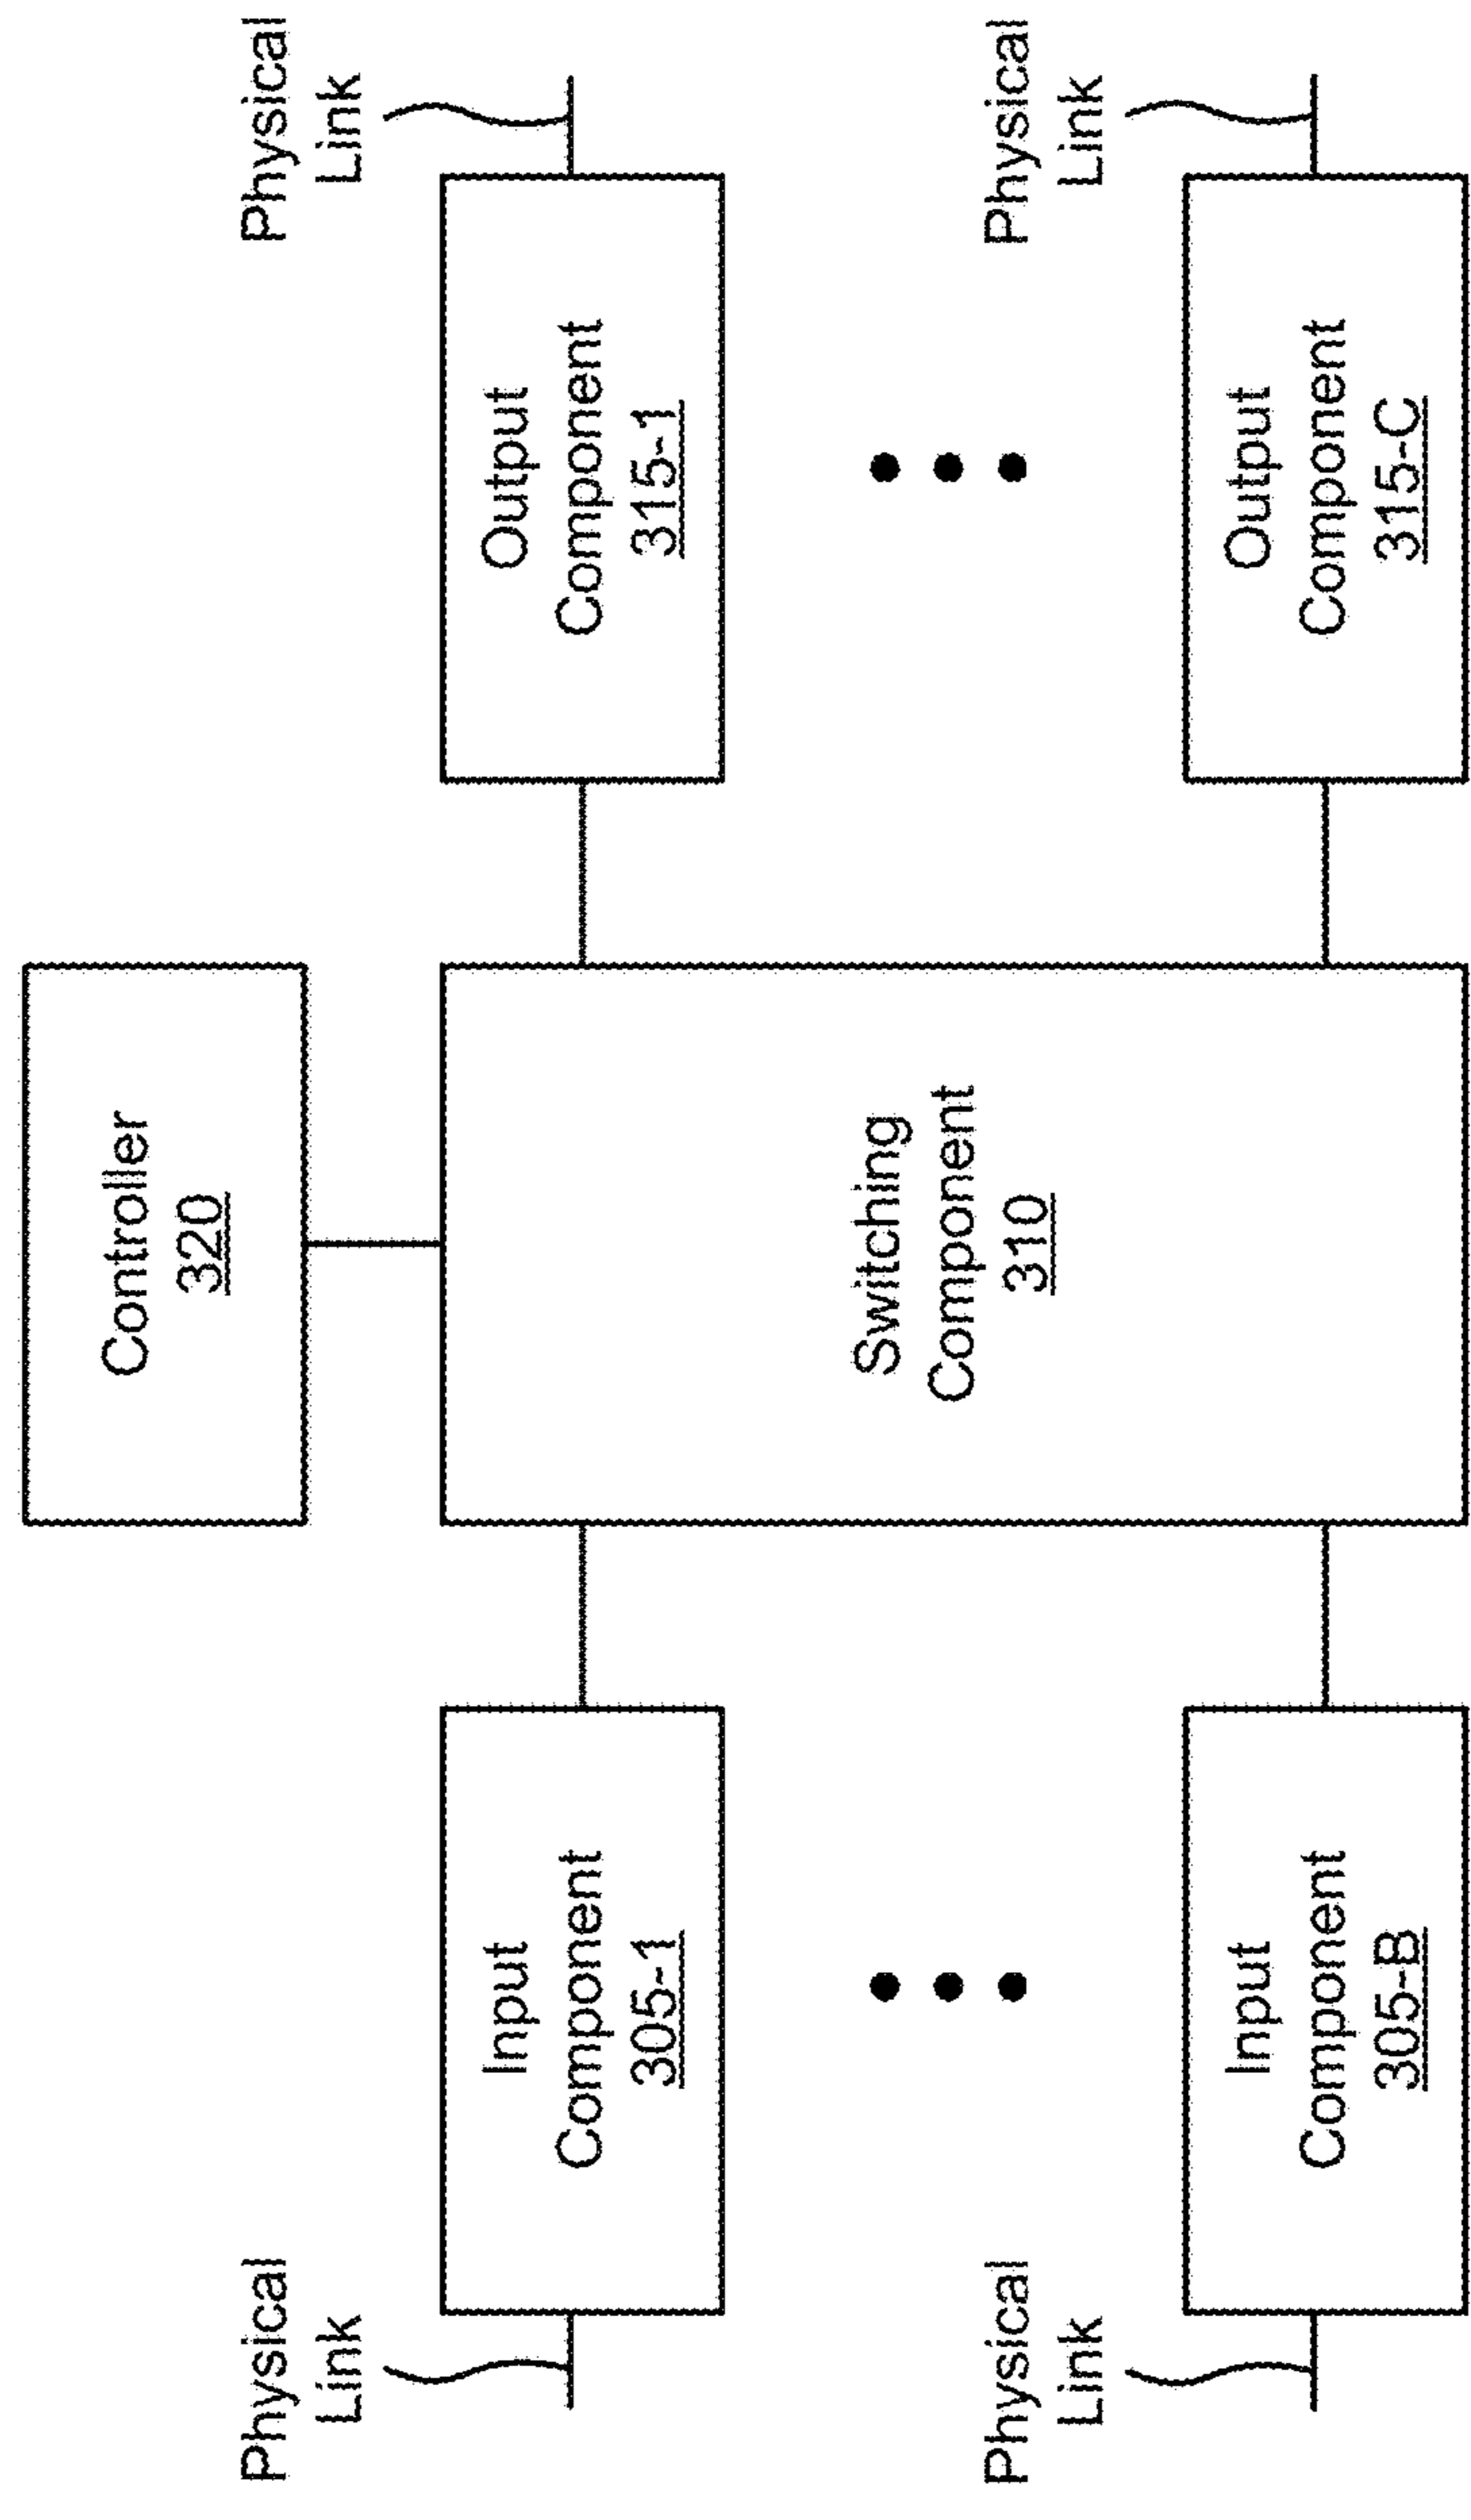 Controller
320
Physical
Link
Input
Component
305-1
Physical
Link
Input
Component
305-B
Switching
Component
310
Physical
Link
Output
Component
315-1
Physical
Link
Output
Component
315-C